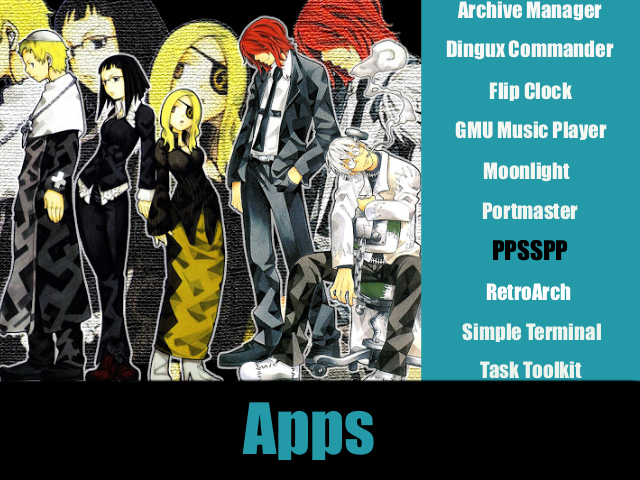 Archive Manager
Dingux Commander
Flip Clock
GMU Music Player
Moonlight
Portmaster
PPSSPP
RetroArch
Simple Terminal
Task Toolkit
Apps